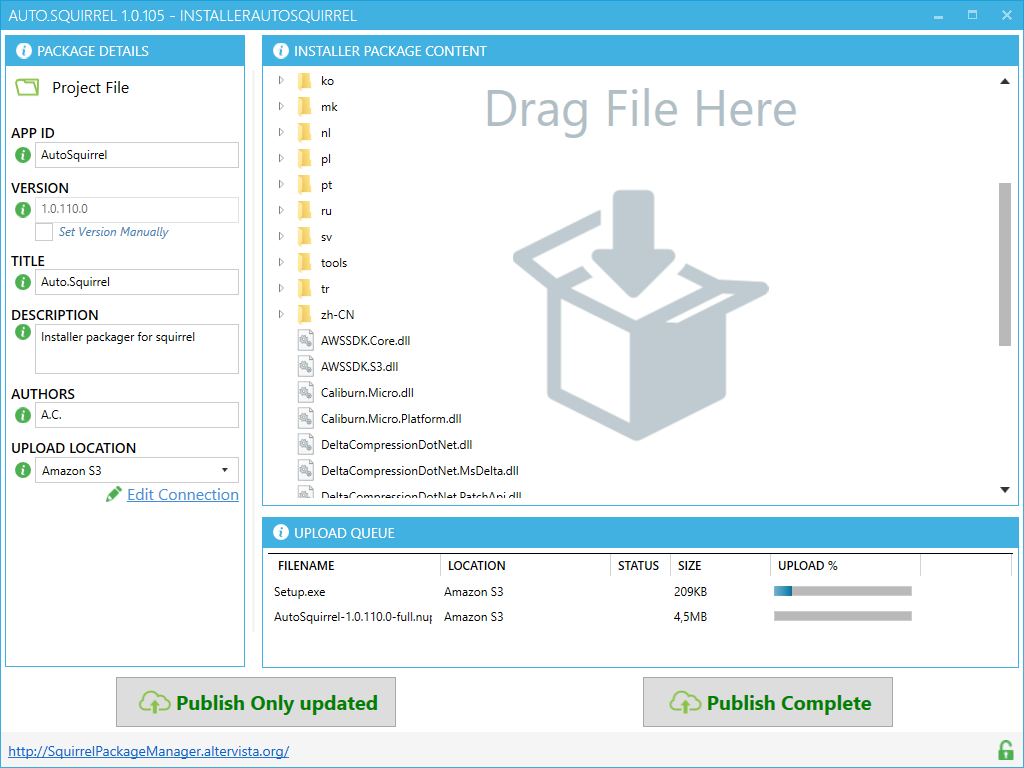 AUTO.SQUIRREL 1.0.105 - INSTALLERAUTOSQUIRREL
PACKAGE DETAILS
Project File
APP ID
AutoSquirrel
VERSION
1.0.110.0
Set Version Manually
TITLE
Auto.Squirrel
DESCRIPTION
Installer packager for squirrel
AUTHORS
A.C.
UPLOAD LOCATION
Amazon S3
Edit Connection
INSTALLER PACKAGE CONTENT
Drag File Here
ko
mk
nl
pl
pt
ru
sv
tools
tr
zh-CN
AWSSDK.Core.dll
AWSSDK.S3.dll
Caliburn.Micro.dll
Caliburn.Micro.Platform.dll
DeltaCompressionDotNet.dll
DeltaCompressionDotNet.MsDelta.dll
DeltaCompressionDotNet.PatchApi.dll
UPLOAD QUEUE
FILENAME LOCATION STATUS SIZE UPLOAD %
Setup.exe Amazon S3 209KB
AutoSquirrel-1.0.110.0-full.nup Amazon S3 4,5MB
Publish Only updated
Publish Complete
http://SquirrelPackageManager.altervista.org/